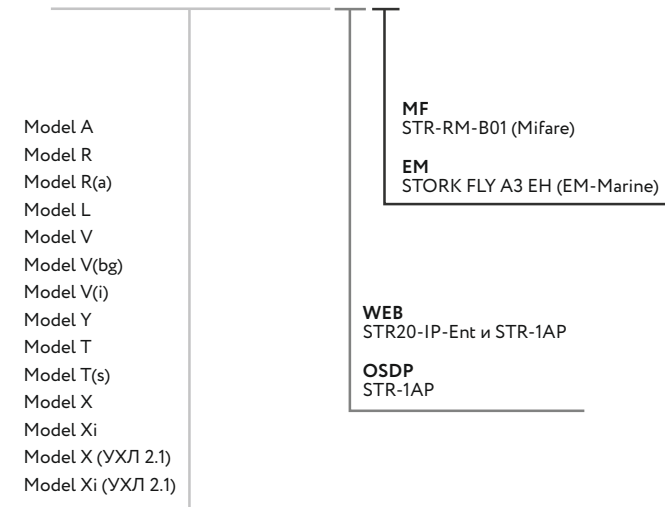 Model A
Model R
Model R(a)
Model L
Model V
Model V(bg)
Model V(i)
Model Y
Model T
Model T(s)
Model X
Model Xi
Model X (УХЛ 2.1)
Model Xi (УХЛ 2.1)
MF
STR-RM-B01 (Mifare)
EM
STORK FLY A3 EH (EM-Marine)
WEB
STR20-IP-Ent и STR-1AP
OSDP
STR-1AP